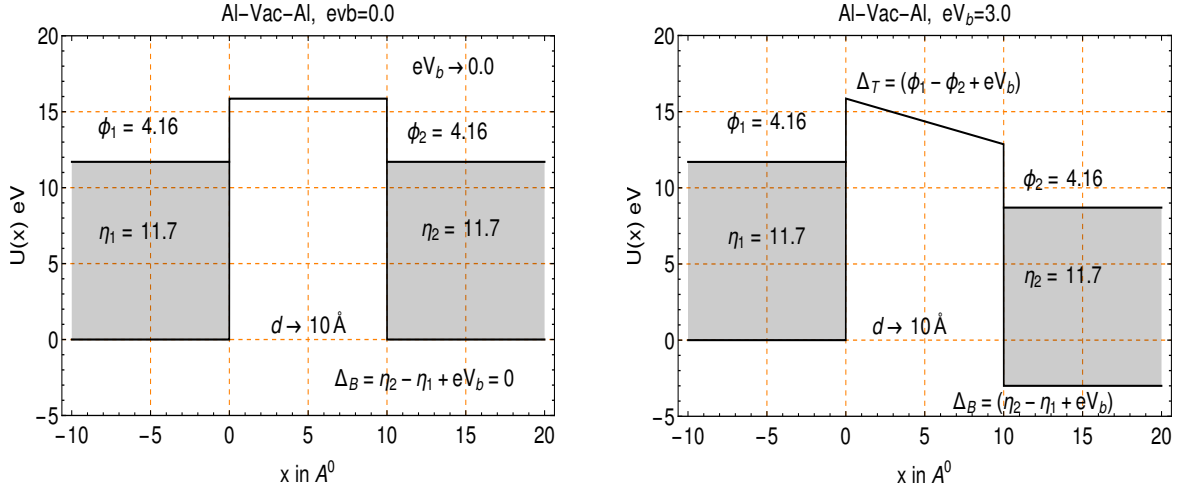 Al–Vac–Al, evb=0.0
20
15
10
5
0
−5
U(x) eV
eV_b → 0.0
ϕ_1 = 4.16
ϕ_2 = 4.16
η_1 = 11.7
η_2 = 11.7
d → 10 Å
Δ_B = η_2 − η_1 + eV_b = 0
−10 −5 0 5 10 15 20
x in A^0
Al–Vac–Al, eV_b=3.0
20
15
10
5
0
−5
U(x) eV
Δ_T = (ϕ_1 − ϕ_2 + eV_b)
ϕ_1 = 4.16
ϕ_2 = 4.16
η_1 = 11.7
η_2 = 11.7
d → 10 Å
Δ_B = (η_2 − η_1 + eV_b)
−10 −5 0 5 10 15 20
x in A^0